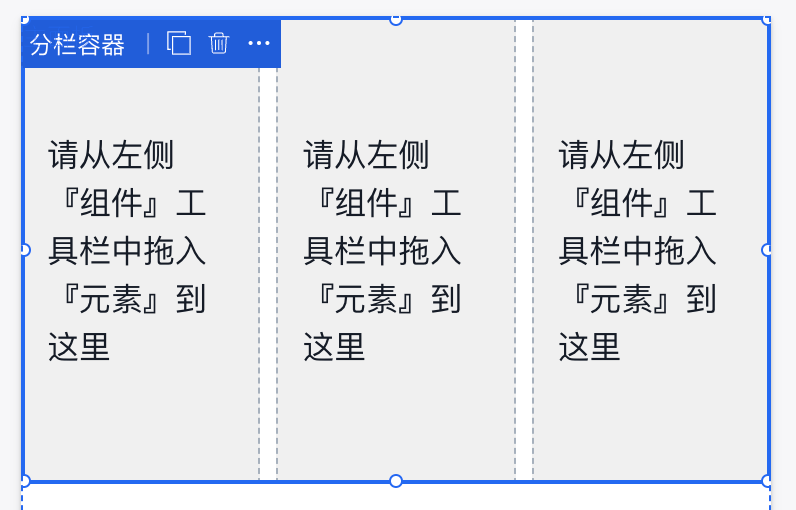 分栏容器
请从左侧
『组件』工
具栏中拖入
『元素』到
这里
请从左侧
『组件』工
具栏中拖入
『元素』到
这里
请从左侧
『组件』工
具栏中拖入
『元素』到
这里